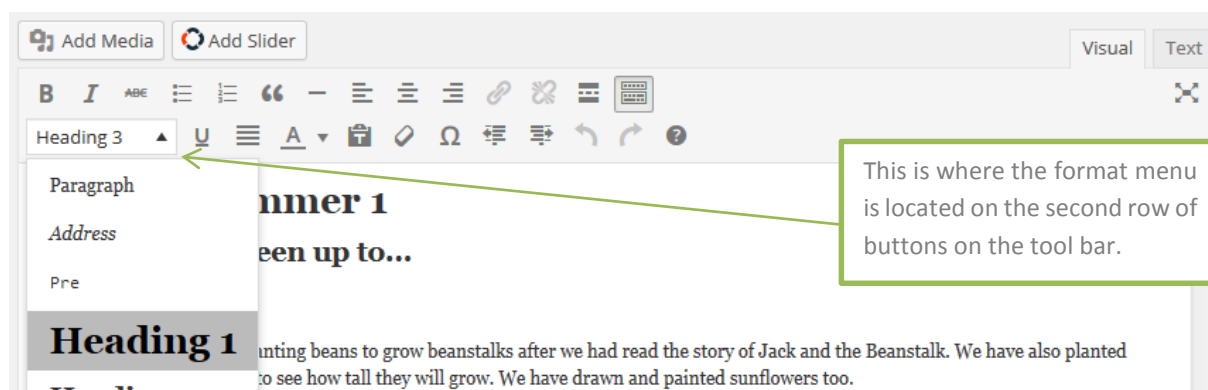 Add Media Add Slider
Visual Text
B I ABE
Heading 3 U A T Ω ?
This is where the format menu
is located on the second row of
buttons on the tool bar.
Paragraph
Address
Pre
Heading 1
mmer 1
een up to...
anting beans to grow beanstalks after we had read the story of Jack and the Beanstalk. We have also planted
to see how tall they will grow. We have drawn and painted sunflowers too.